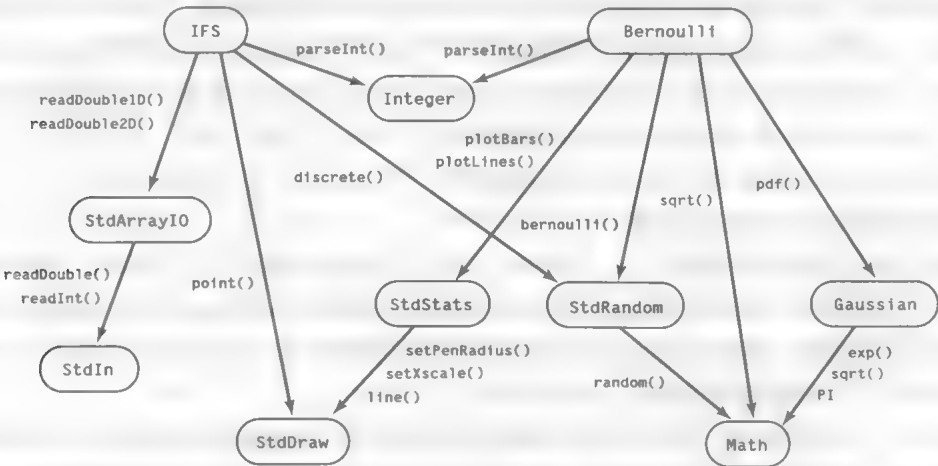 IFS
Bernoulli
parseInt()
parseInt()
Integer
readDouble1D()
readDouble2D()
plotBars()
plotLines()
discrete()
sqrt()
pdf()
StdArrayIO
bernoulli()
readDouble()
readInt()
point()
StdStats
StdRandom
Gaussian
StdIn
setPenRadius()
setXscale()
line()
random()
exp()
sqrt()
PI
StdDraw
Math